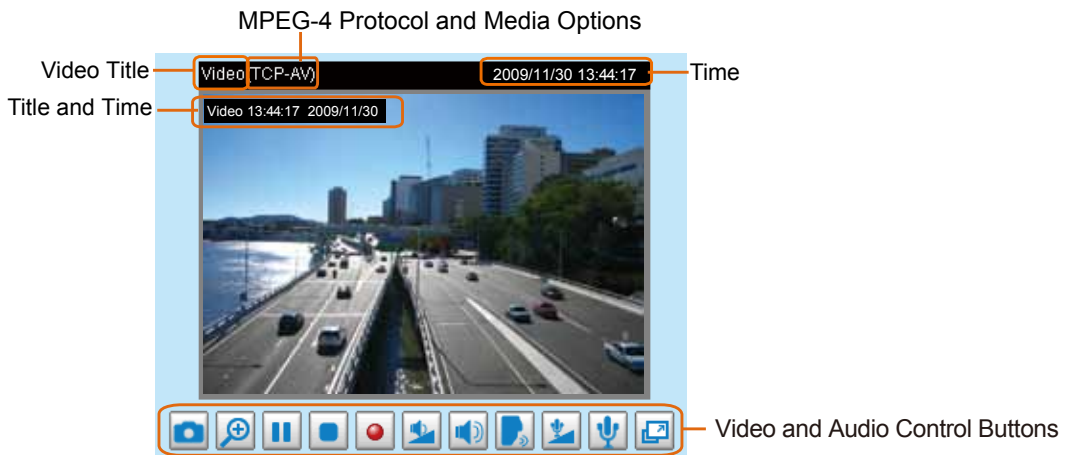 MPEG-4 Protocol and Media Options
Video Title
Video (TCP-AV)
2009/11/30 13:44:17
Time
Title and Time
Video 13:44:17 2009/11/30
Video and Audio Control Buttons